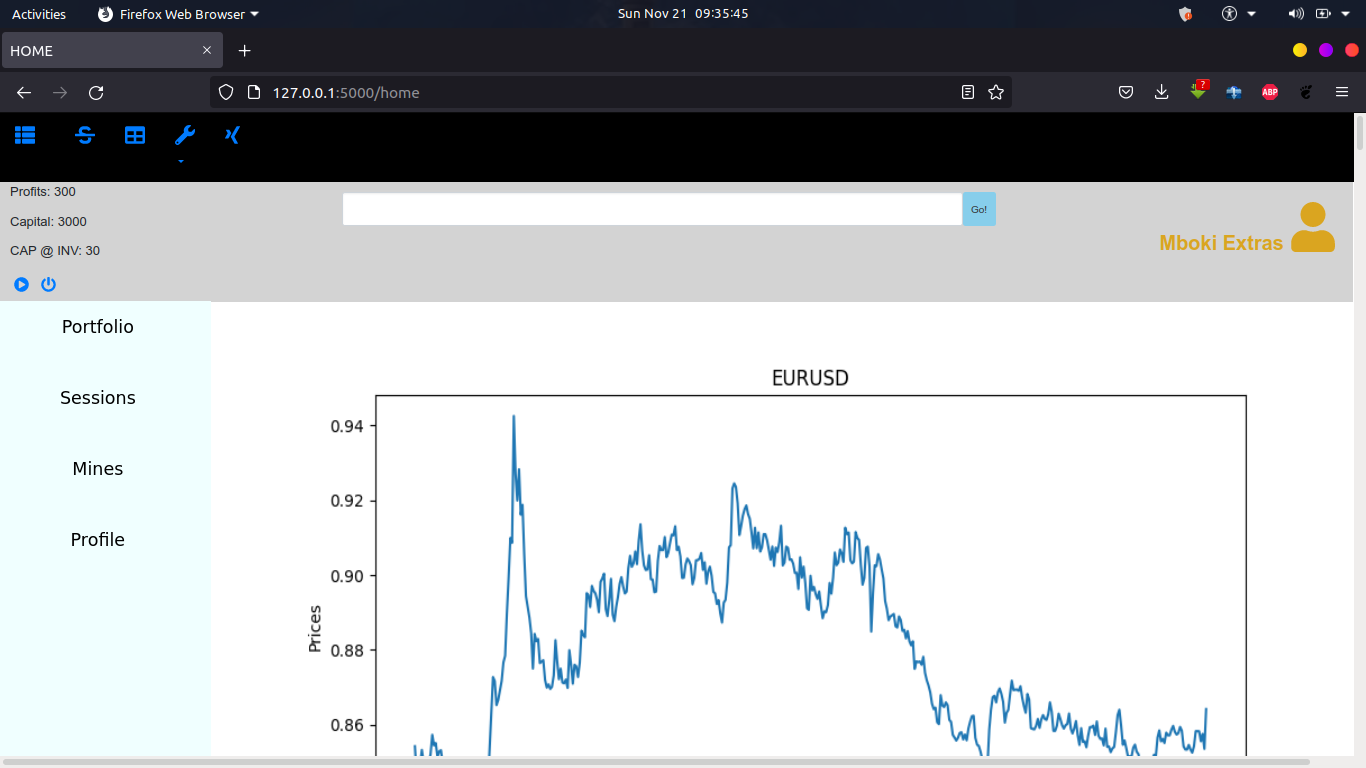 Activities Firefox Web Browser Sun Nov 21 09:35:45
HOME
127.0.0.1:5000/home
?
ABP
Profits: 300
Capital: 3000
CAP @ INV: 30
Go!
Mboki Extras
Portfolio
Sessions
Mines
Profile
EURUSD
0.94
0.92
0.90
0.88
0.86
Prices